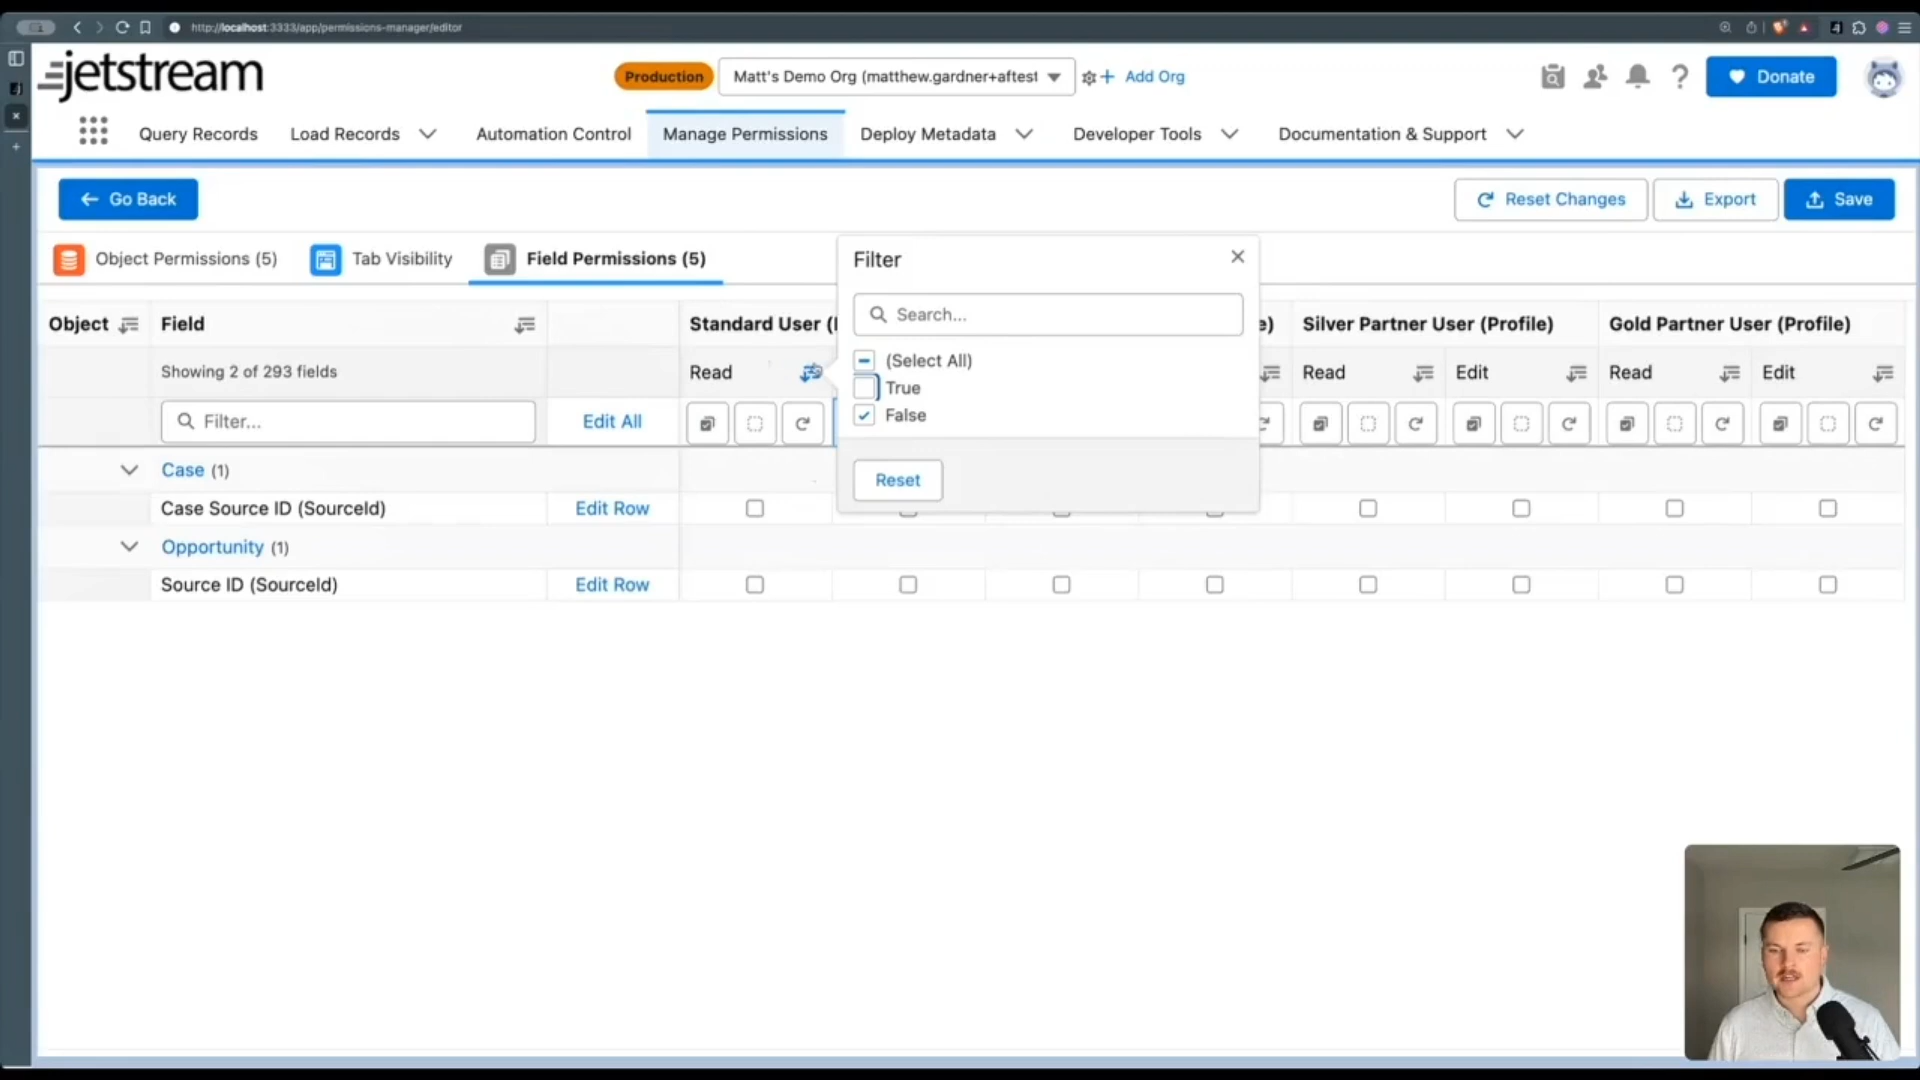 http://localhost:3333/app/permissions-manager/editor
jetstream
Production
Matt's Demo Org (matthew.gardner+aftest
Add Org
Donate
Query Records
Load Records
Automation Control
Manage Permissions
Deploy Metadata
Developer Tools
Documentation & Support
Go Back
Reset Changes
Export
Save
Object Permissions (5)
Tab Visibility
Field Permissions (5)
Filter
Search...
(Select All)
True
False
Reset
Object
Field
Standard User (
e)
Silver Partner User (Profile)
Gold Partner User (Profile)
Showing 2 of 293 fields
Read
Read
Edit
Read
Edit
Filter...
Edit All
Case (1)
Case Source ID (SourceId)
Edit Row
Opportunity (1)
Source ID (SourceId)
Edit Row